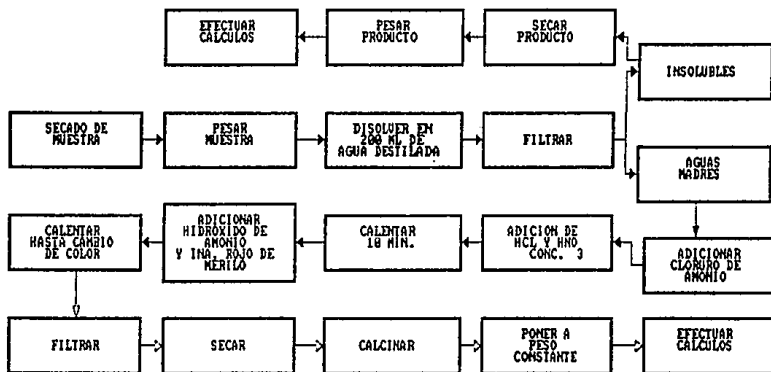 EFECTUAR
CALCULOS
PESAR
PRODUCTO
SECAR
PRODUCTO
INSOLUBLES
SECADO DE
MUESTRA
PESAR
MUESTRA
DISOLVER EM
200 ML DE
AGUA DESTILADA
FILTRAR
AGUAS
MADRES
CALENTAR
HASTA CAMBIO
DE COLOR
ADICIONAR
HIDROXIDO DE
AMONIO
Y INA. ROJO DE
MERILO
CALENTAR
10 MIN.
ADICION DE
HCL Y HNO
CONC. 3
ADICIONAR
CLORURO DE
AMONIO
FILTRAR
SECAR
CALCINAR
PONER A
PESO
CONSTANTE
EFECTUAR
CALCULOS